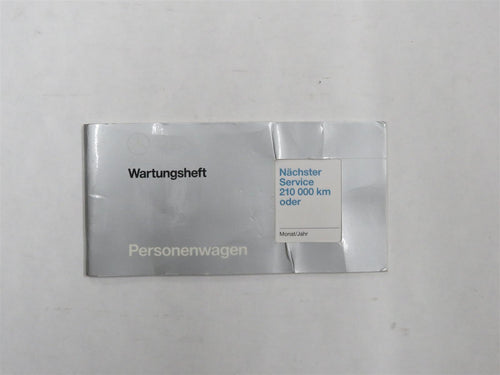 Wartungsheft
Nächster
Service
210 000 km
oder
Monat/Jahr
Personenwagen